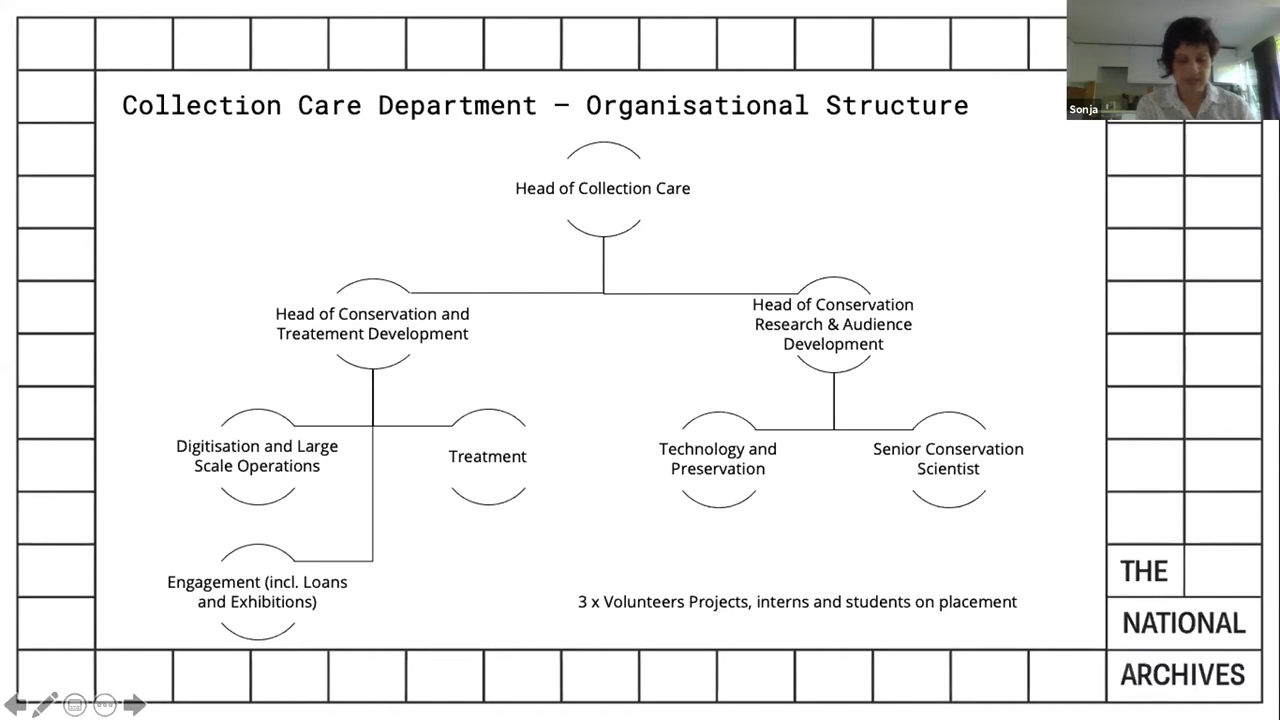 Collection Care Department – Organisational Structure
Sonja
Head of Collection Care
Head of Conservation and
Treatement Development
Head of Conservation
Research & Audience
Development
Digitisation and Large
Scale Operations
Treatment
Technology and
Preservation
Senior Conservation
Scientist
Engagement (incl. Loans
and Exhibitions)
3 x Volunteers Projects, interns and students on placement
THE
NATIONAL
ARCHIVES